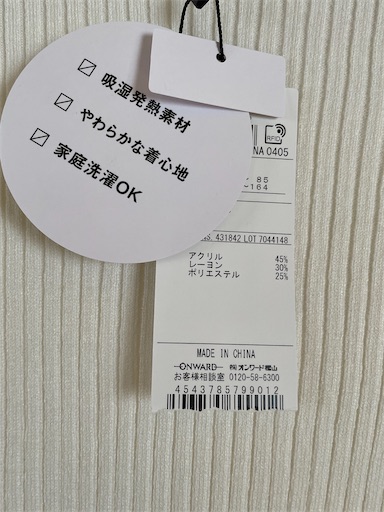 吸湿発熱素材
やわらかな着心地
家庭洗濯OK
RFID
NA0405
85
~164
431842 LOT 7044148
アクリル 45%
レーヨン 30%
ポリエステル 25%
MADE IN CHINA
ONWARD ㈱オンワード樫山
お客様相談室 0120-58-6300
4543785799012